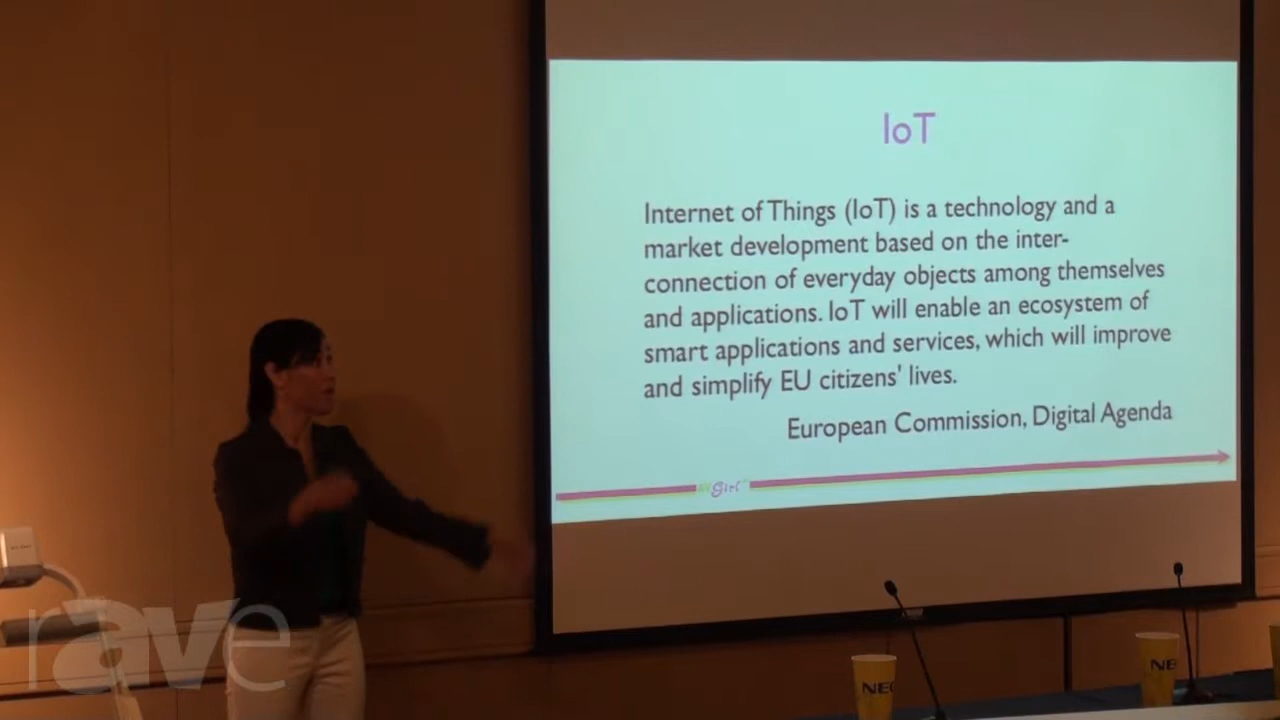 IoT
Internet of Things (IoT) is a technology and a
market development based on the inter-
connection of everyday objects among themselves
and applications. IoT will enable an ecosystem of
smart applications and services, which will improve
and simplify EU citizens' lives.
European Commission, Digital Agenda
AV Girl
rave
NEC
NE